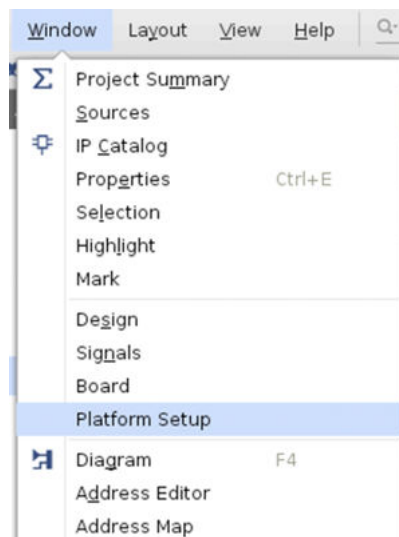 Window Layout View Help
Project Summary
Sources
IP Catalog
Properties Ctrl+E
Selection
Highlight
Mark
Design
Signals
Board
Platform Setup
Diagram F4
Address Editor
Address Map